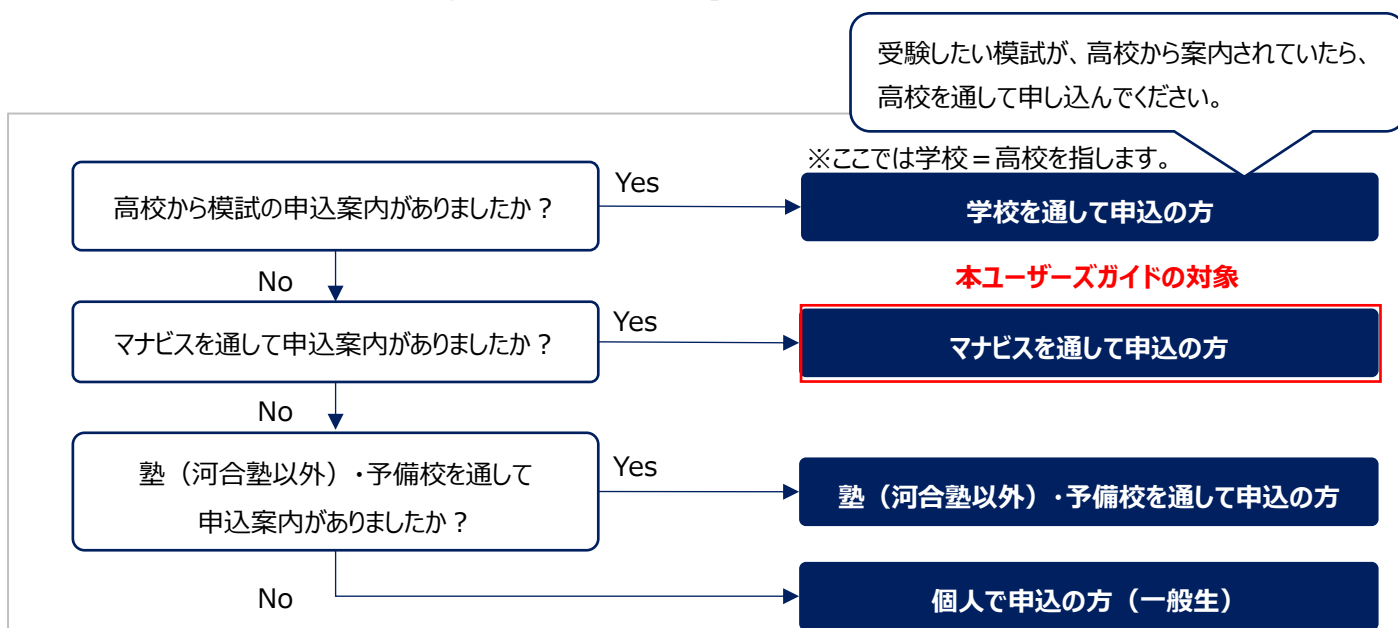 受験したい模試が、高校から案内されていたら、
高校を通して申し込んでください。
※ここでは学校＝高校を指します。
高校から模試の申込案内がありましたか？
Yes
学校を通して申込の方
No
本ユーザーズガイドの対象
マナビスを通して申込案内がありましたか？
Yes
マナビスを通して申込の方
No
塾（河合塾以外）・予備校を通して
申込案内がありましたか？
Yes
塾（河合塾以外）・予備校を通して申込の方
No
個人で申込の方（一般生）